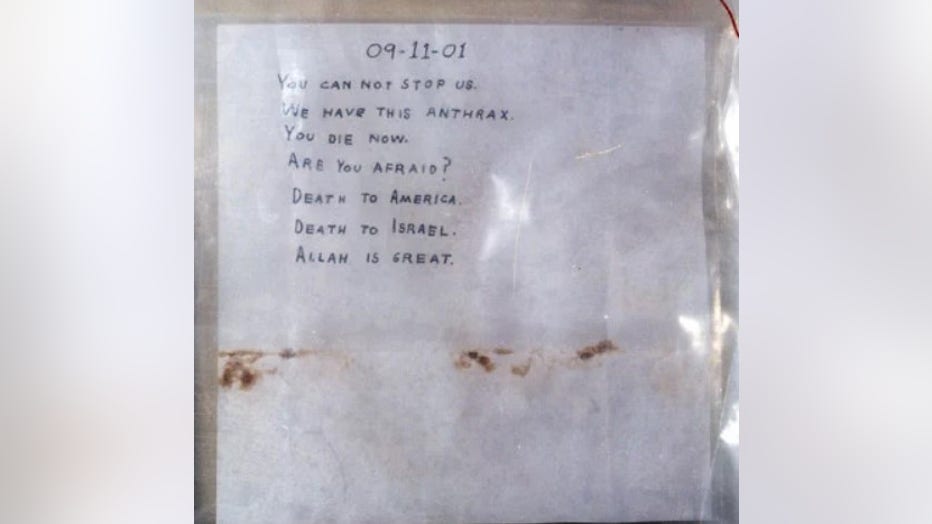 09-11-01
YOU CAN NOT STOP US.
WE HAVE THIS ANTHRAX.
YOU DIE NOW.
ARE YOU AFRAID?
DEATH TO AMERICA.
DEATH TO ISRAEL.
ALLAH IS GREAT.